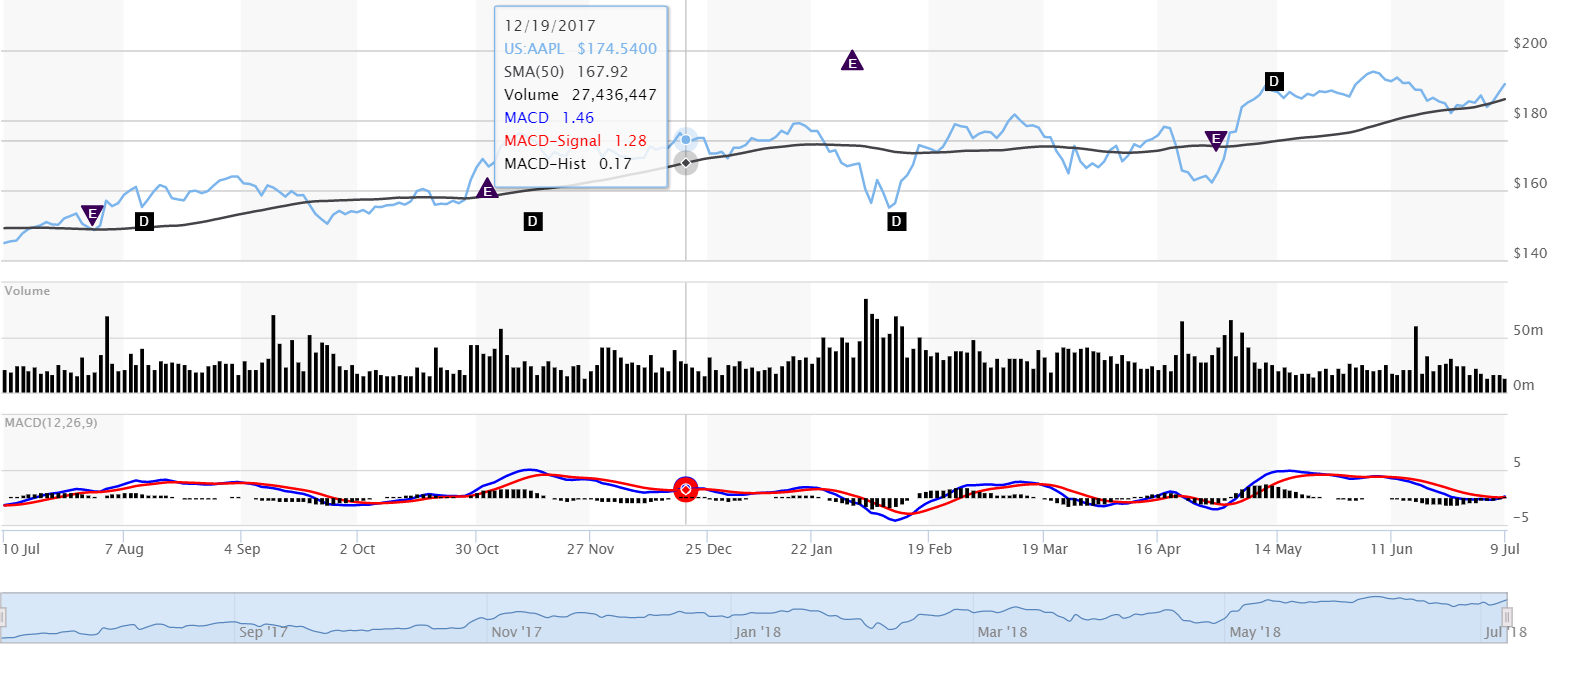 12/19/2017
US:AAPL $174.5400
SMA(50) 167.92
Volume 27,436,447
MACD 1.46
MACD-Signal 1.28
MACD-Hist 0.17
$200
$180
$160
$140
E
D
E
D
E
D
E
D
Volume
50m
0m
MACD(12,26,9)
5
−5
10 Jul 7 Aug 4 Sep 2 Oct 30 Oct 27 Nov 25 Dec 22 Jan 19 Feb 19 Mar 16 Apr 14 May 11 Jun 9 Jul
Sep '17 Nov '17 Jan '18 Mar '18 May '18 Jul '18